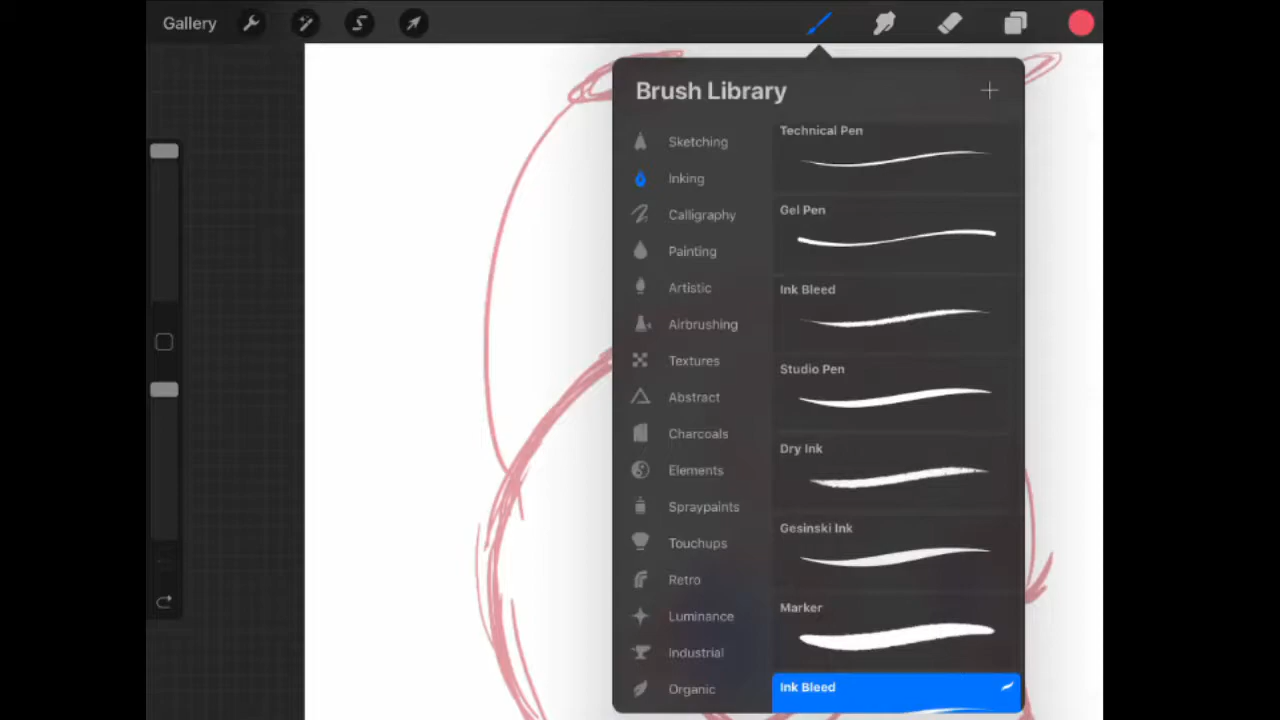 Gallery
Brush Library
Sketching
Inking
Calligraphy
Painting
Artistic
Airbrushing
Textures
Abstract
Charcoals
Elements
Spraypaints
Touchups
Retro
Luminance
Industrial
Organic
Technical Pen
Gel Pen
Ink Bleed
Studio Pen
Dry Ink
Gesinski Ink
Marker
Ink Bleed